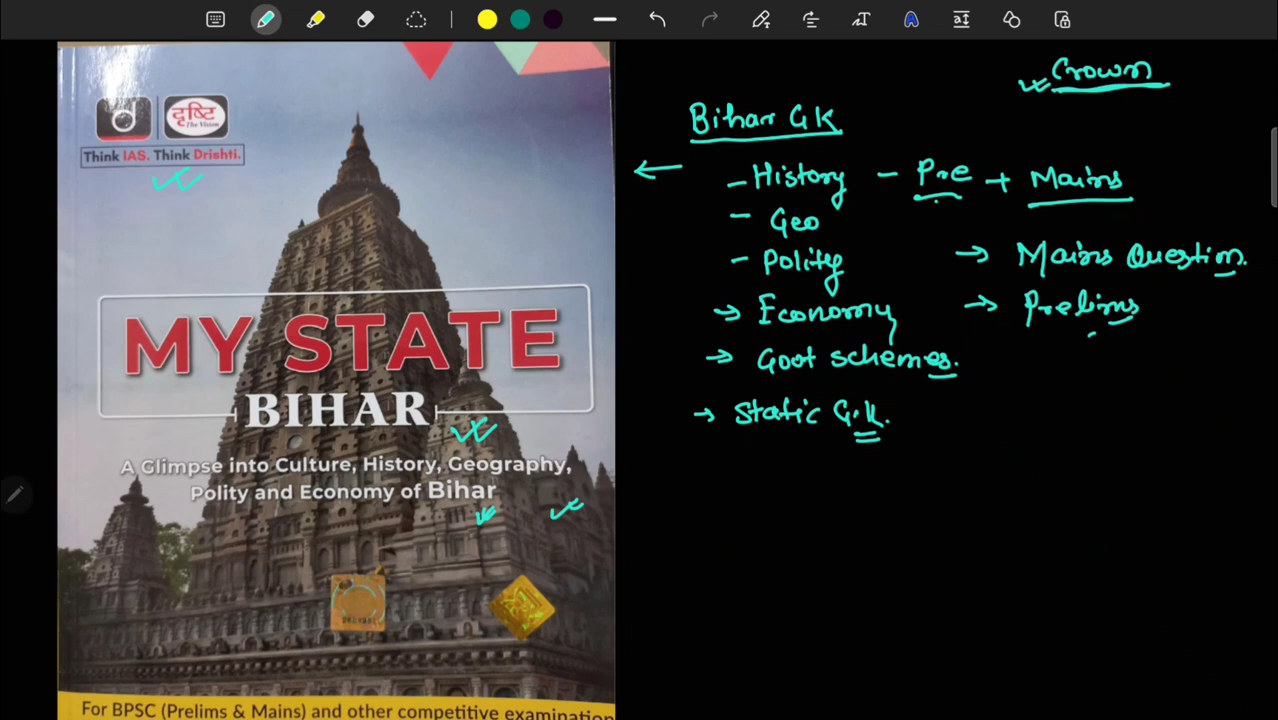 दृष्टि
The Vision
Think IAS. Think Drishti.
MY STATE
BIHAR
A Glimpse into Culture, History, Geography,
Polity and Economy of Bihar
For BPSC (Prelims & Mains) and other competitive examination
Crown
Bihar GK
- History - Pre + Mains
- Geo
- Polity → Mains Question.
→ Economy → Prelims
→ Govt schemes.
→ Static G.K.